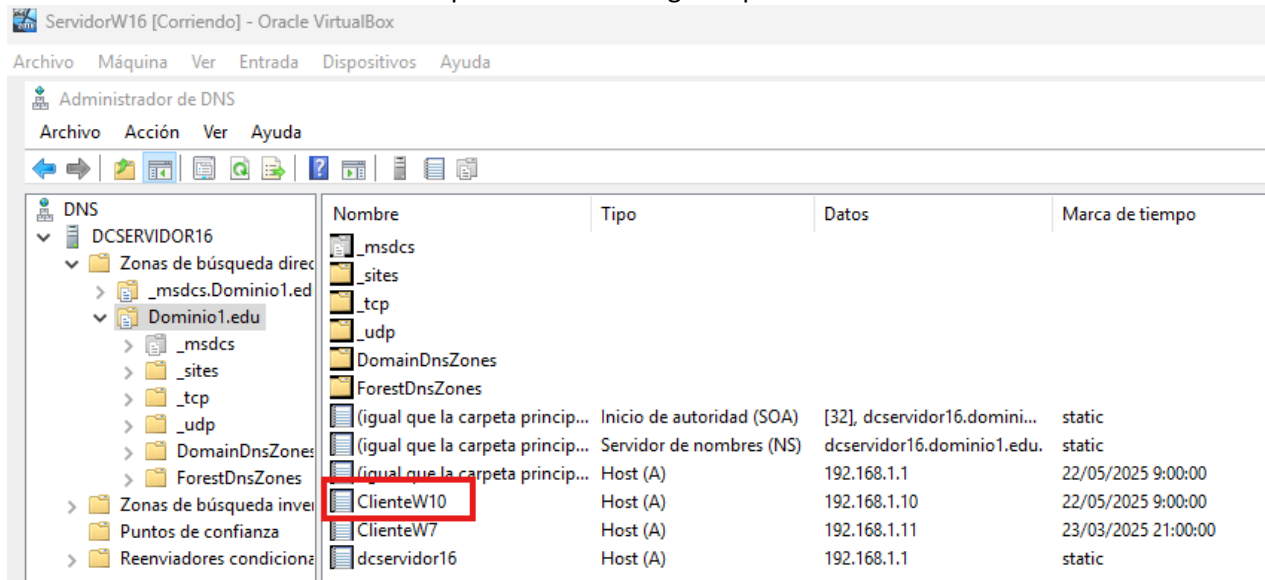 ServidorW16 [Corriendo] - Oracle VirtualBox
Archivo Máquina Ver Entrada Dispositivos Ayuda
Administrador de DNS
Archivo Acción Ver Ayuda
DNS
DCSERVIDOR16
Zonas de búsqueda direc
_msdcs.Dominio1.ed
Dominio1.edu
_msdcs
_sites
_tcp
_udp
DomainDnsZones
ForestDnsZones
Zonas de búsqueda inver
Puntos de confianza
Reenviadores condiciona
Nombre Tipo Datos Marca de tiempo
_msdcs
_sites
_tcp
_udp
DomainDnsZones
ForestDnsZones
(igual que la carpeta princip... Inicio de autoridad (SOA) [32], dcservidor16.domini... static
(igual que la carpeta princip... Servidor de nombres (NS) dcservidor16.dominio1.edu. static
(igual que la carpeta princip... Host (A) 192.168.1.1 22/05/2025 9:00:00
ClienteW10 Host (A) 192.168.1.10 22/05/2025 9:00:00
ClienteW7 Host (A) 192.168.1.11 23/03/2025 21:00:00
dcservidor16 Host (A) 192.168.1.1 static